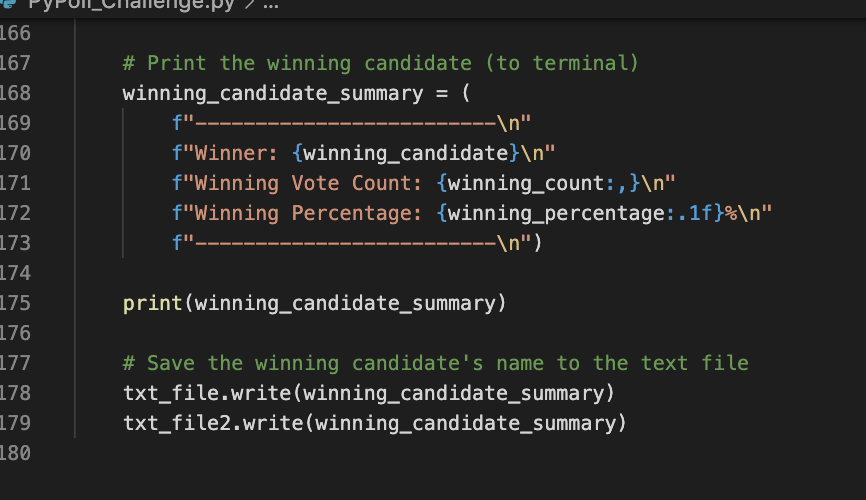 PyPoll_Challenge.py > ...
166
167 # Print the winning candidate (to terminal)
168 winning_candidate_summary = (
169 f"-------------------------\n"
170 f"Winner: {winning_candidate}\n"
171 f"Winning Vote Count: {winning_count:,}\n"
172 f"Winning Percentage: {winning_percentage:.1f}%\n"
173 f"-------------------------\n")
174
175 print(winning_candidate_summary)
176
177 # Save the winning candidate's name to the text file
178 txt_file.write(winning_candidate_summary)
179 txt_file2.write(winning_candidate_summary)
180